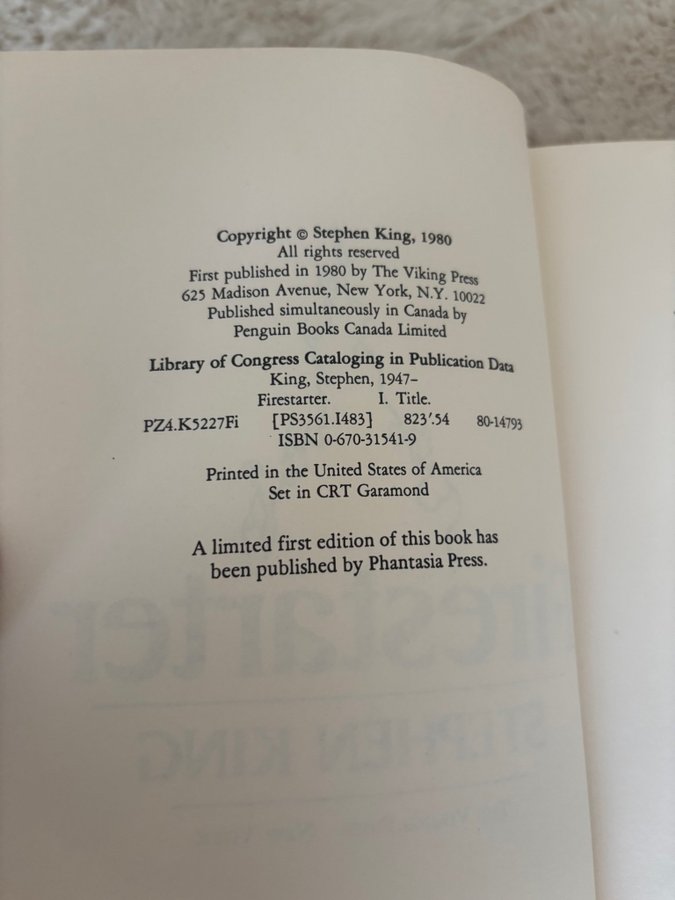 Copyright © Stephen King, 1980
All rights reserved
First published in 1980 by The Viking Press
625 Madison Avenue, New York, N.Y. 10022
Published simultaneously in Canada by
Penguin Books Canada Limited
Library of Congress Cataloging in Publication Data
King, Stephen, 1947–
Firestarter. I. Title.
PZ4.K5227Fi [PS3561.I483] 823'.54 80-14793
ISBN 0-670-31541-9
Printed in the United States of America
Set in CRT Garamond
A limited first edition of this book has
been published by Phantasia Press.
firestarter
STEPHEN KING